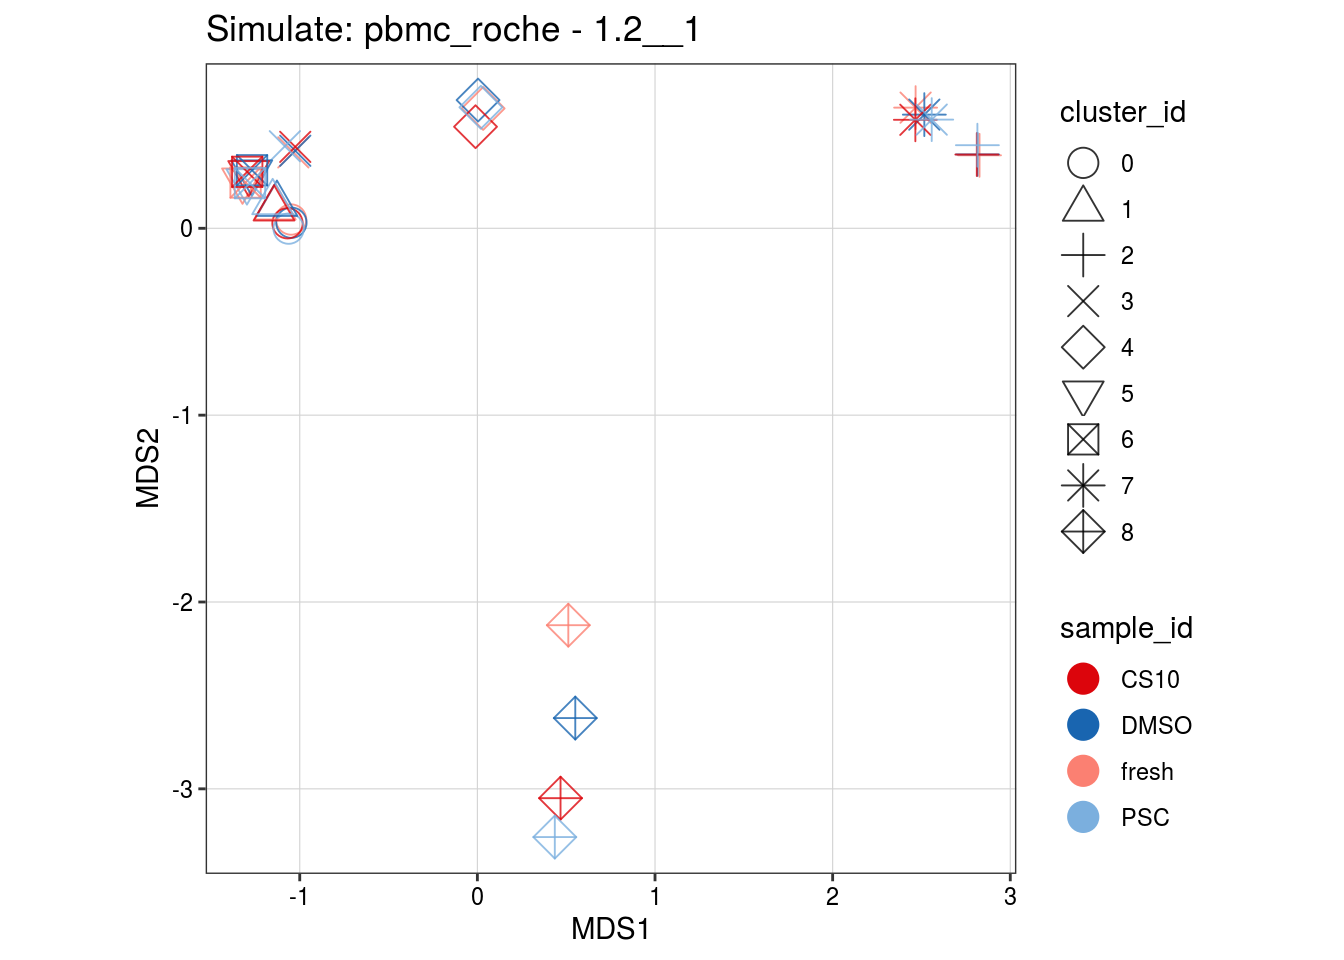 Simulate: pbmc_roche - 1.2__1
cluster_id
0
1
2
3
4
5
6
7
8
sample_id
CS10
DMSO
fresh
PSC
MDS2
0
-1
-2
-3
-1
0
1
2
3
MDS1